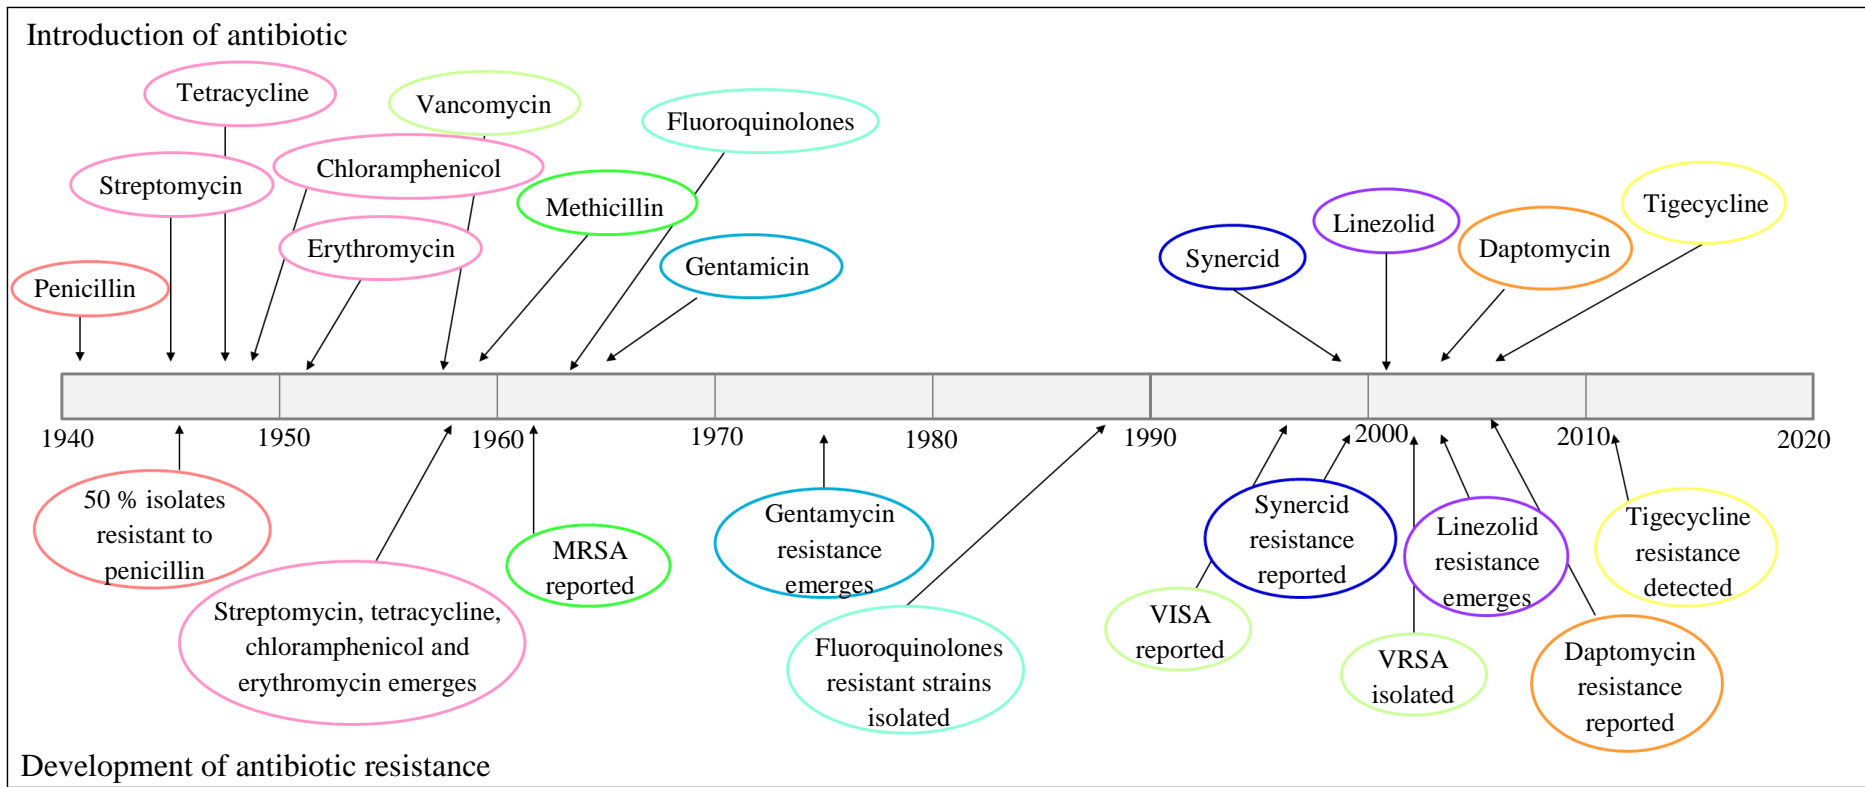 Introduction of antibiotic
Tetracycline
Vancomycin
Fluoroquinolones
Chloramphenicol
Streptomycin
Methicillin
Tigecycline
Linezolid
Erythromycin
Daptomycin
Gentamicin
Synercid
Penicillin
1940
1950
1960
1970
1980
1990
2000
2010
2020
50 % isolates
resistant to
penicillin
Streptomycin, tetracycline,
chloramphenicol and
erythromycin emerges
MRSA
reported
Gentamycin
resistance
emerges
Fluoroquinolones
resistant strains
isolated
VISA
reported
Synercid
resistance
reported
VRSA
isolated
Linezolid
resistance
emerges
Daptomycin
resistance
reported
Tigecycline
resistance
detected
Development of antibiotic resistance